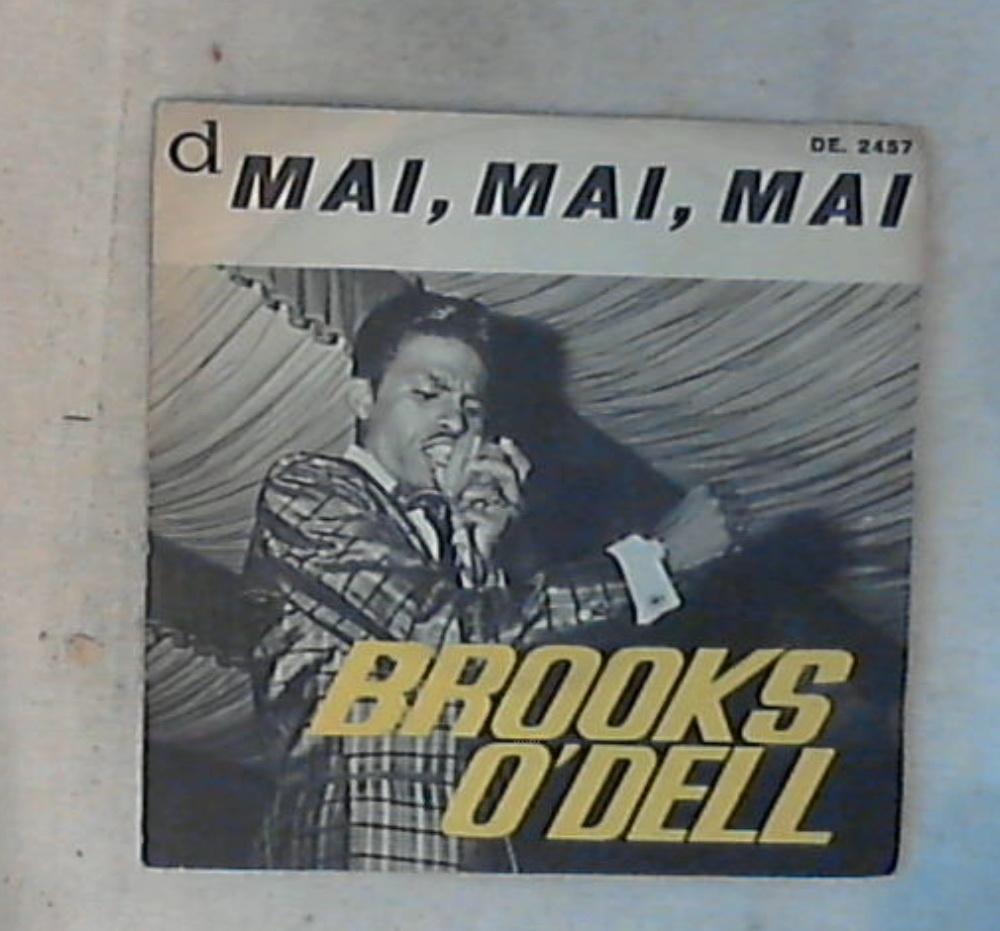 d
DE. 2457
MAI, MAI, MAI
BROOKS
O'DELL